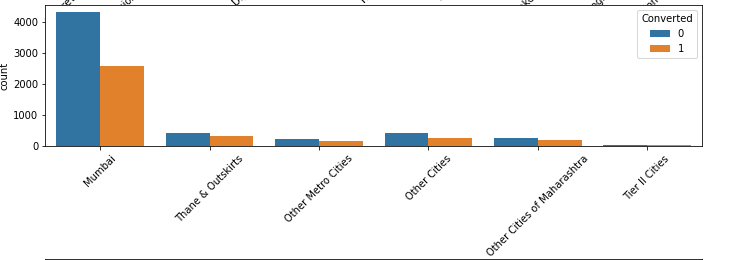 Converted
0
1
4000
3000
2000
1000
0
count
Mumbai
Thane & Outskirts
Other Metro Cities
Other Cities
Other Cities of Maharashtra
Tier II Cities